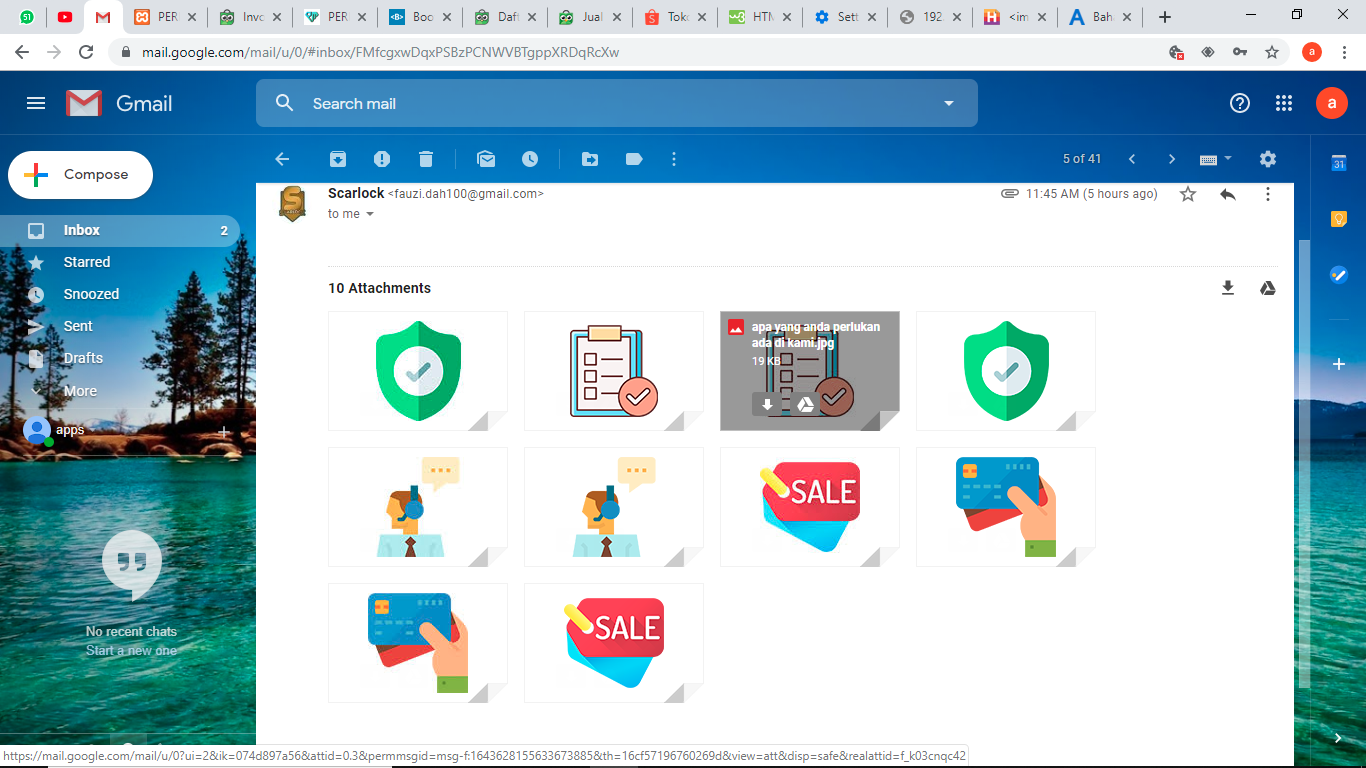 51
PER
Invo
PER
Boo
Daft
Jual
Toko
HTM
Sett
192
<im
Bah
mail.google.com/mail/u/0/#inbox/FMfcgxwDqxPSBzPCNWVBTgppXRDqRcXw
a
Gmail
Search mail
a
Compose
5 of 41
31
Scarlock <fauzi.dah100@gmail.com>
11:45 AM (5 hours ago)
to me
Inbox 2
Starred
Snoozed
Sent
Drafts
More
apps
10 Attachments
apa yang anda perlukan
ada di kami.jpg
19 KB
SALE
SALE
No recent chats
Start a new one
https://mail.google.com/mail/u/0?ui=2&ik=074d897a56&attid=0.3&permmsgid=msg-f:1643628155633673885&th=16cf57196760269d&view=att&disp=safe&realattid=f_k03cnqc42